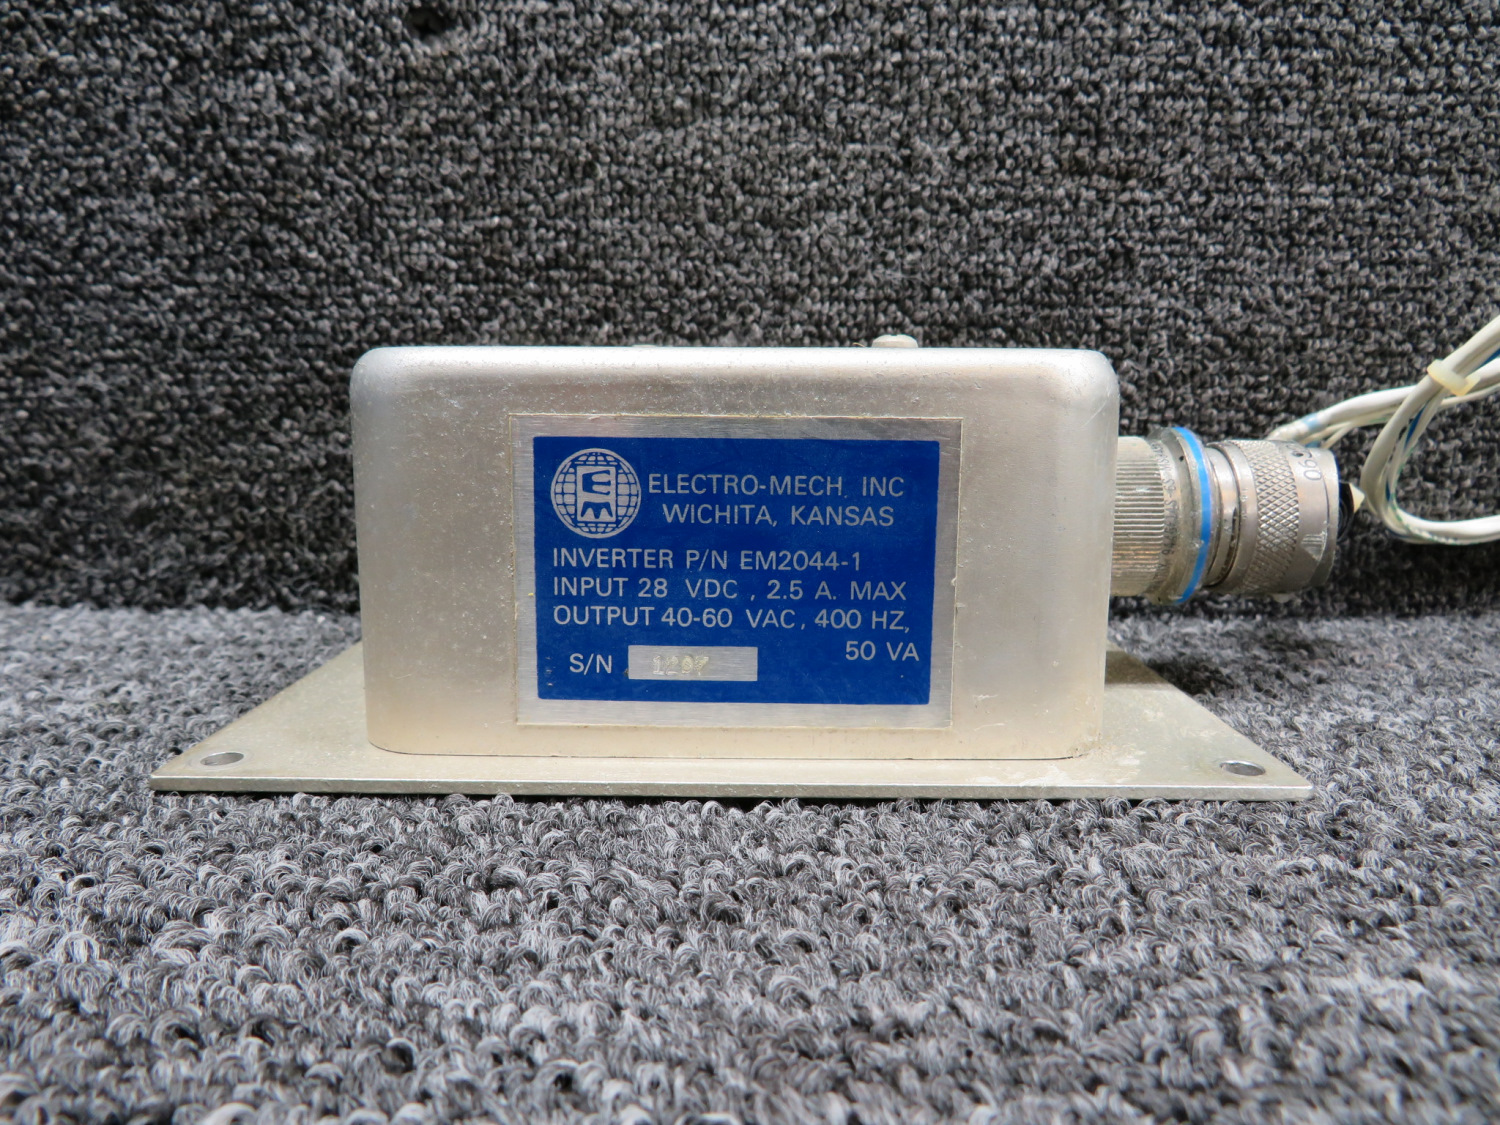 EM
ELECTRO-MECH. INC
WICHITA, KANSAS
INVERTER P/N EM2044-1
INPUT 28 VDC, 2.5 A. MAX
OUTPUT 40-60 VAC, 400 HZ,
50 VA
S/N